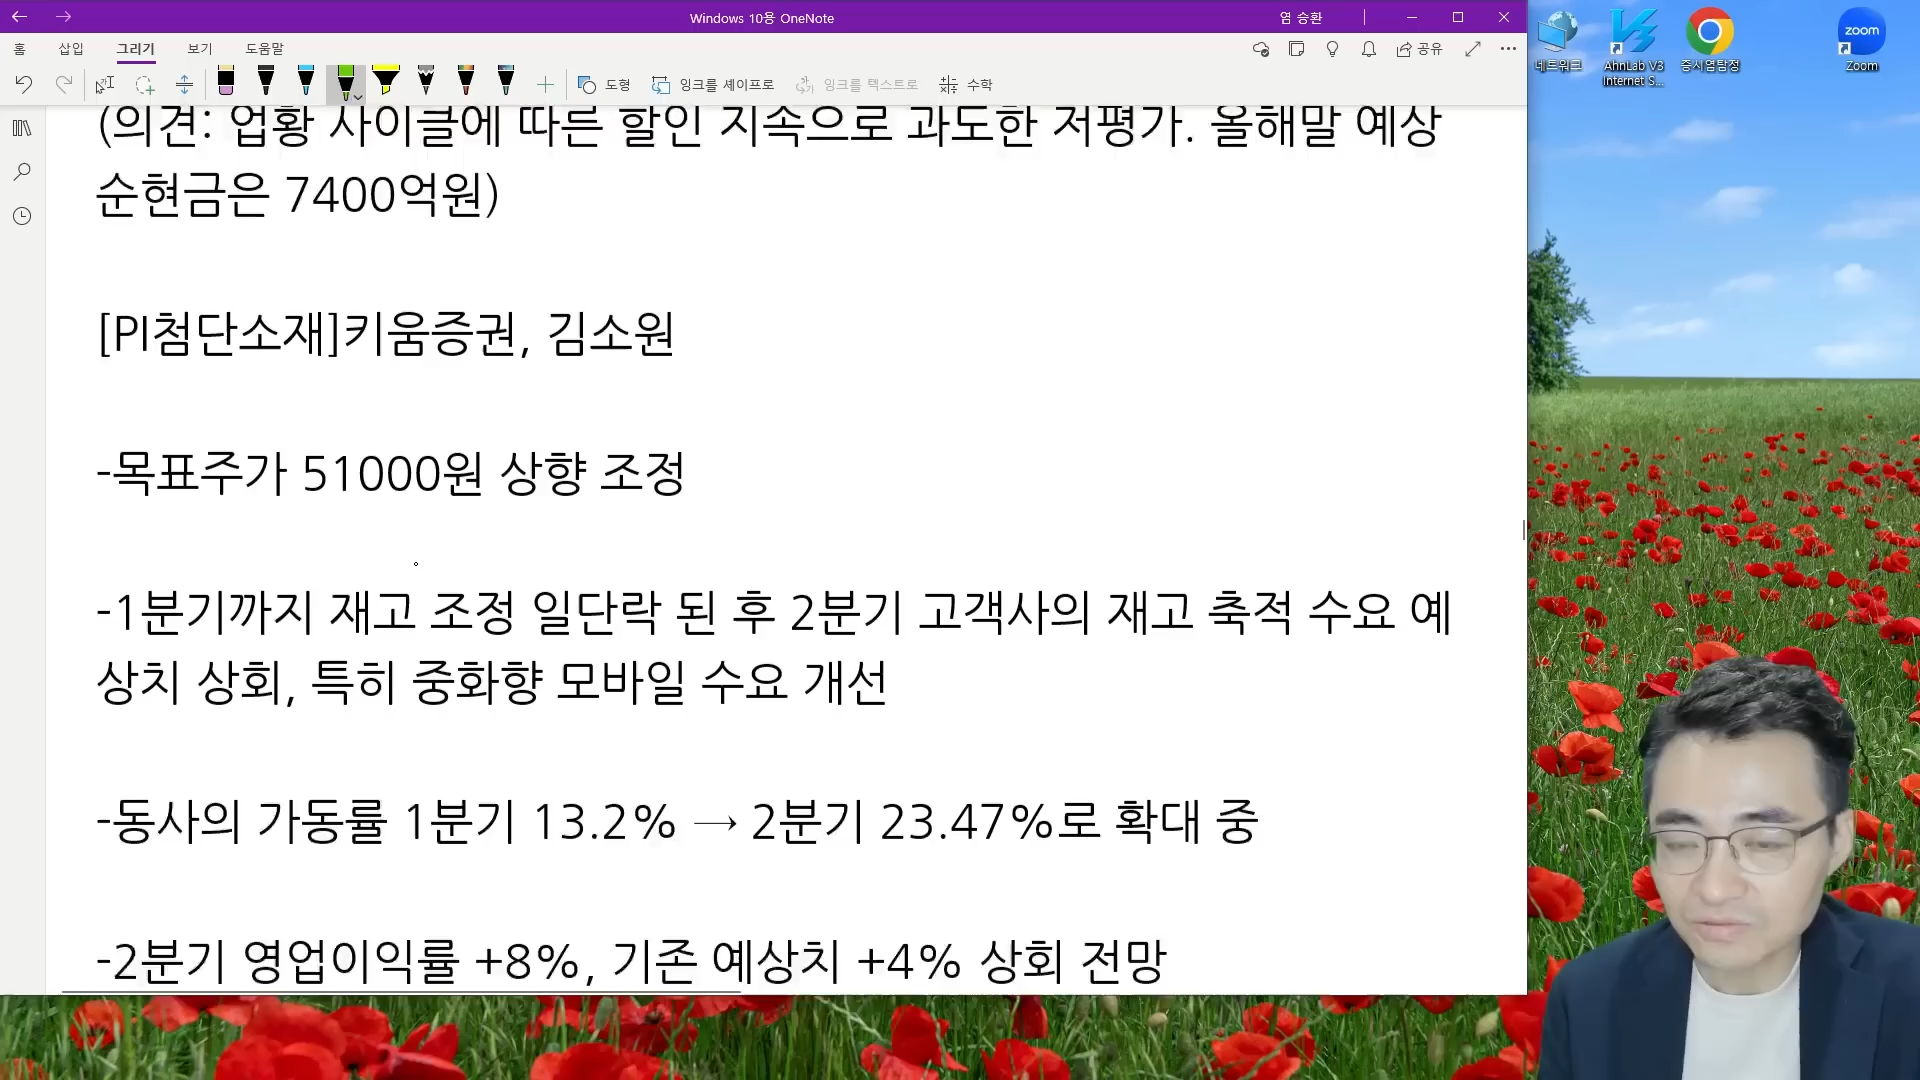 Windows 10용 OneNote
염 승환
홈 삽입 그리기 보기 도움말
공유
도형 잉크를 셰이프로 잉크를 텍스트로 수학
(의견: 업황 사이클에 따른 할인 지속으로 과도한 저평가. 올해말 예상
순현금은 7400억원)
[PI첨단소재]키움증권, 김소원
-목표주가 51000원 상향 조정
-1분기까지 재고 조정 일단락 된 후 2분기 고객사의 재고 축적 수요 예
상치 상회, 특히 중화향 모바일 수요 개선
-동사의 가동률 1분기 13.2% → 2분기 23.47%로 확대 중
-2분기 영업이익률 +8%, 기존 예상치 +4% 상회 전망
네트워크
AhnLab V3
Internet S...
증시염탐정
zoom
Zoom